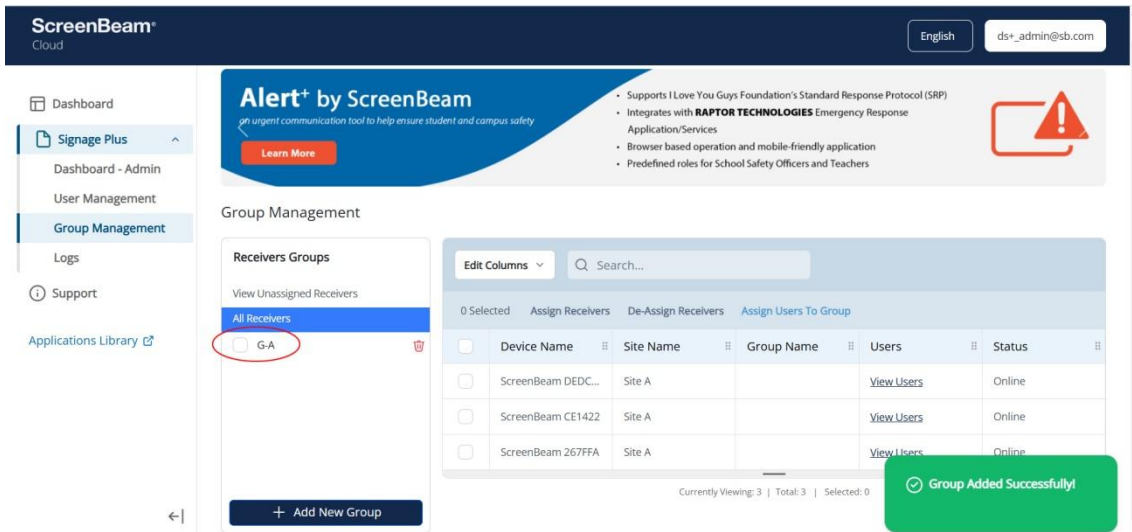 ScreenBeam®
Cloud
English
ds+_admin@sb.com
Dashboard
Signage Plus
Dashboard - Admin
User Management
Group Management
Logs
Support
Applications Library
Alert+ by ScreenBeam
an urgent communication tool to help ensure student and campus safety
Learn More
• Supports I Love You Guys Foundation's Standard Response Protocol (SRP)
• Integrates with RAPTOR TECHNOLOGIES Emergency Response
Application/Services
• Browser based operation and mobile-friendly application
• Predefined roles for School Safety Officers and Teachers
Group Management
Receivers Groups
View Unassigned Receivers
All Receivers
G-A
+ Add New Group
Edit Columns
Search...
0 Selected Assign Receivers De-Assign Receivers Assign Users To Group
Device Name Site Name Group Name Users Status
ScreenBeam DEDC... Site A View Users Online
ScreenBeam CE1422 Site A View Users Online
ScreenBeam 267FFA Site A View Users Online
Currently Viewing: 3 | Total: 3 | Selected: 0
Group Added Successfully!